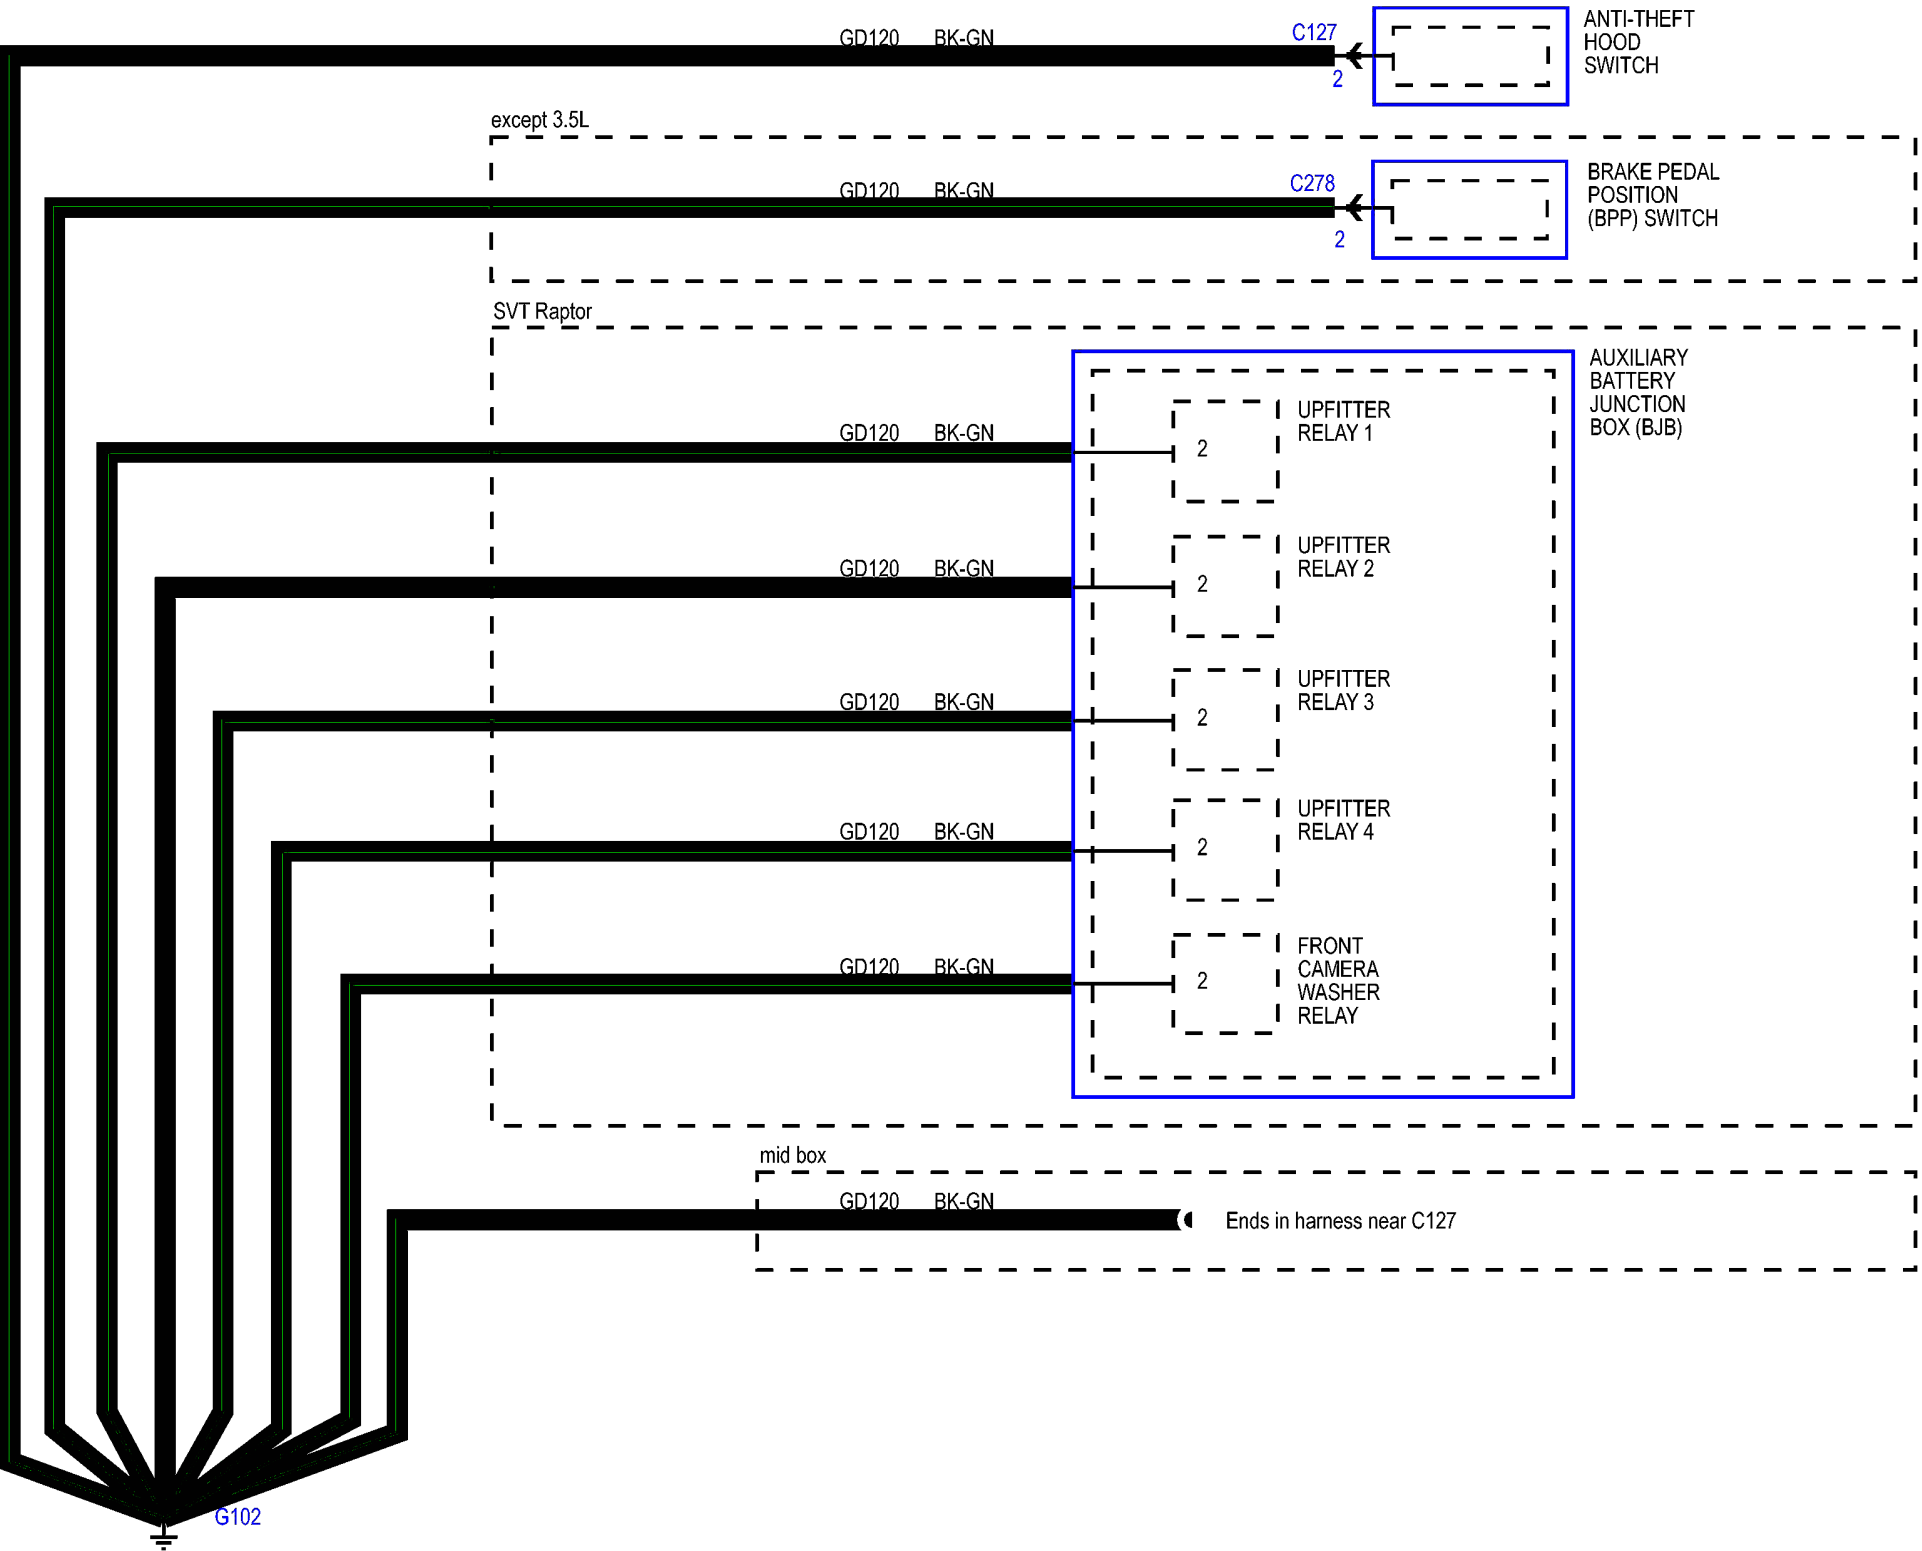 GD120 BK-GN C127
2
ANTI-THEFT
HOOD
SWITCH
except 3.5L
GD120 BK-GN C278
2
BRAKE PEDAL
POSITION
(BPP) SWITCH
SVT Raptor
AUXILIARY
BATTERY
JUNCTION
BOX (BJB)
GD120 BK-GN
2
UPFITTER
RELAY 1
GD120 BK-GN
2
UPFITTER
RELAY 2
GD120 BK-GN
2
UPFITTER
RELAY 3
GD120 BK-GN
2
UPFITTER
RELAY 4
GD120 BK-GN
2
FRONT
CAMERA
WASHER
RELAY
mid box
GD120 BK-GN
Ends in harness near C127
G102